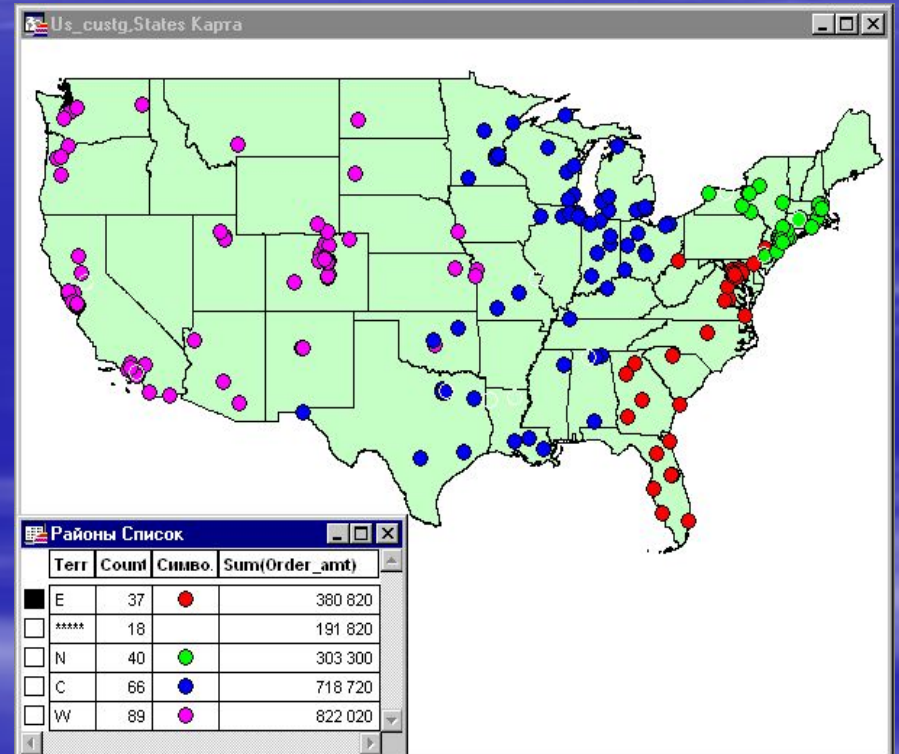 Us_custg,States Карта
Районы Список
Терр Count Симво. Sum(Order_amt)
E 37 380 820
***** 18 191 820
N 40 303 300
C 66 718 720
W 89 822 020